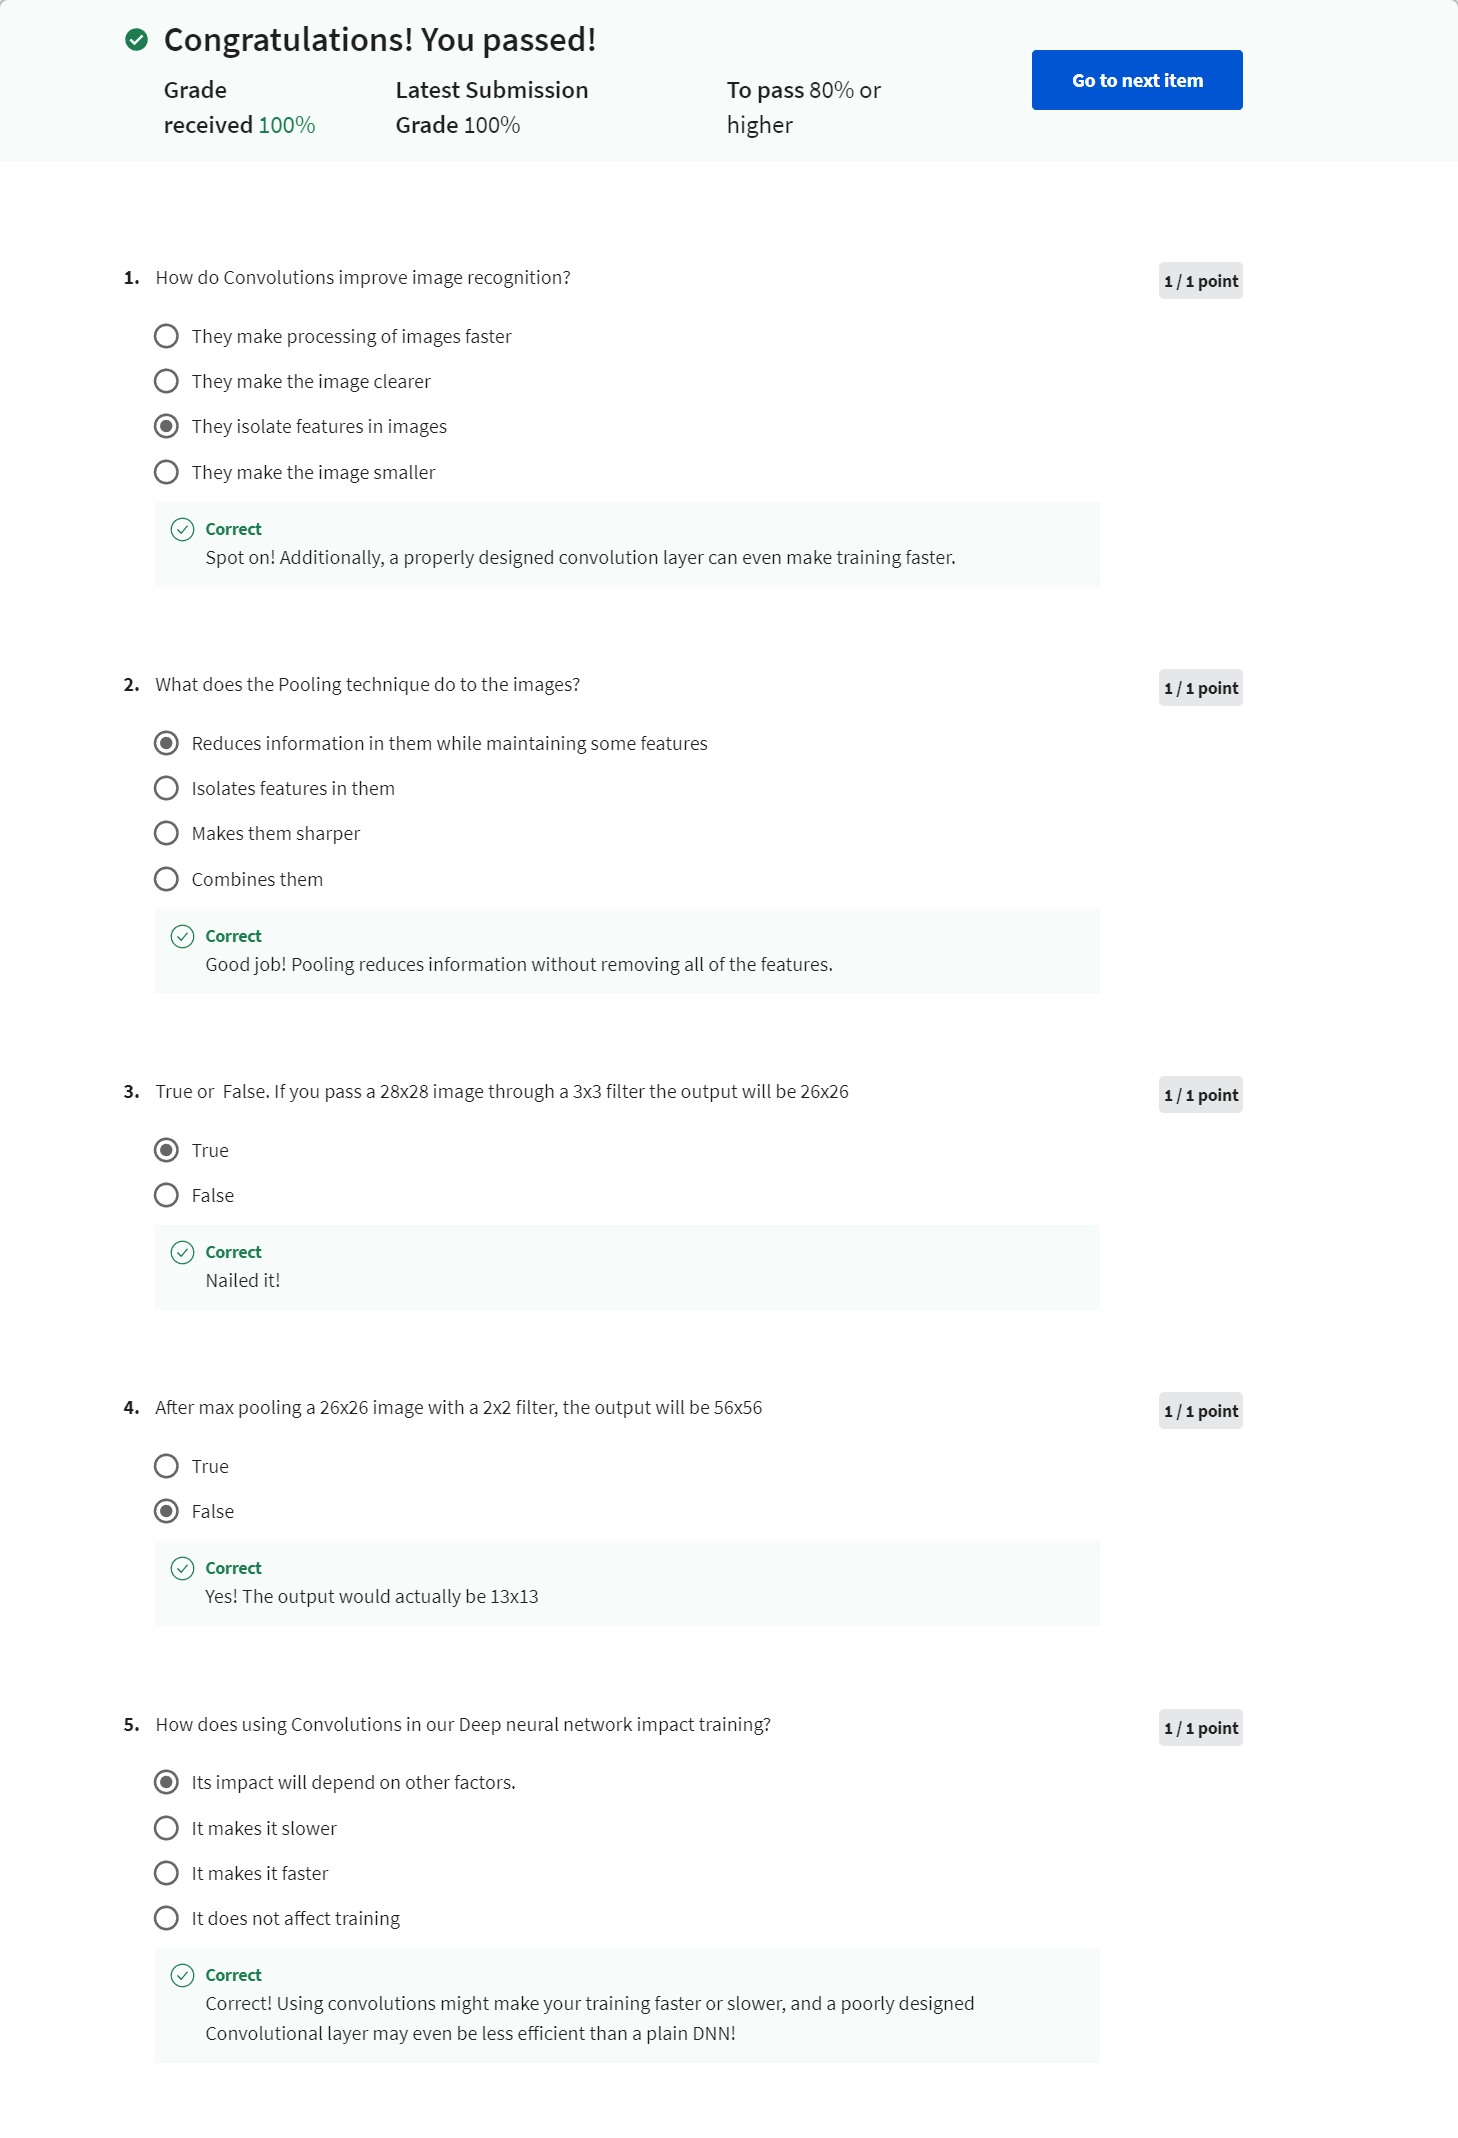 Congratulations! You passed!
Grade received 100%
Latest Submission Grade 100%
To pass 80% or higher
Go to next item
1. How do Convolutions improve image recognition?
1 / 1 point
They make processing of images faster
They make the image clearer
They isolate features in images
They make the image smaller
Correct
Spot on! Additionally, a properly designed convolution layer can even make training faster.
2. What does the Pooling technique do to the images?
1 / 1 point
Reduces information in them while maintaining some features
Isolates features in them
Makes them sharper
Combines them
Correct
Good job! Pooling reduces information without removing all of the features.
3. True or False. If you pass a 28x28 image through a 3x3 filter the output will be 26x26
1 / 1 point
True
False
Correct
Nailed it!
4. After max pooling a 26x26 image with a 2x2 filter, the output will be 56x56
1 / 1 point
True
False
Correct
Yes! The output would actually be 13x13
5. How does using Convolutions in our Deep neural network impact training?
1 / 1 point
Its impact will depend on other factors.
It makes it slower
It makes it faster
It does not affect training
Correct
Correct! Using convolutions might make your training faster or slower, and a poorly designed
Convolutional layer may even be less efficient than a plain DNN!